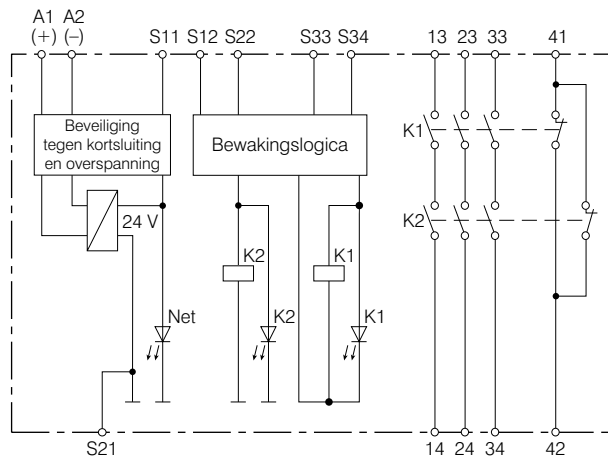 A1 A2
(+) (–) S11 S12 S22 S33 S34 13 23 33 41
Beveiliging
tegen kortsluiting
en overspanning
Bewakingslogica
K1
24 V
K2
K2 K1
Net K2 K1
S21 14 24 34 42